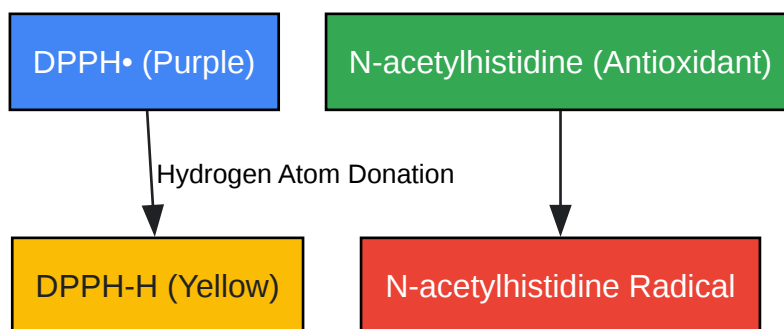 DPPH• (Purple)
N-acetylhistidine (Antioxidant)
Hydrogen Atom Donation
DPPH-H (Yellow)
N-acetylhistidine Radical